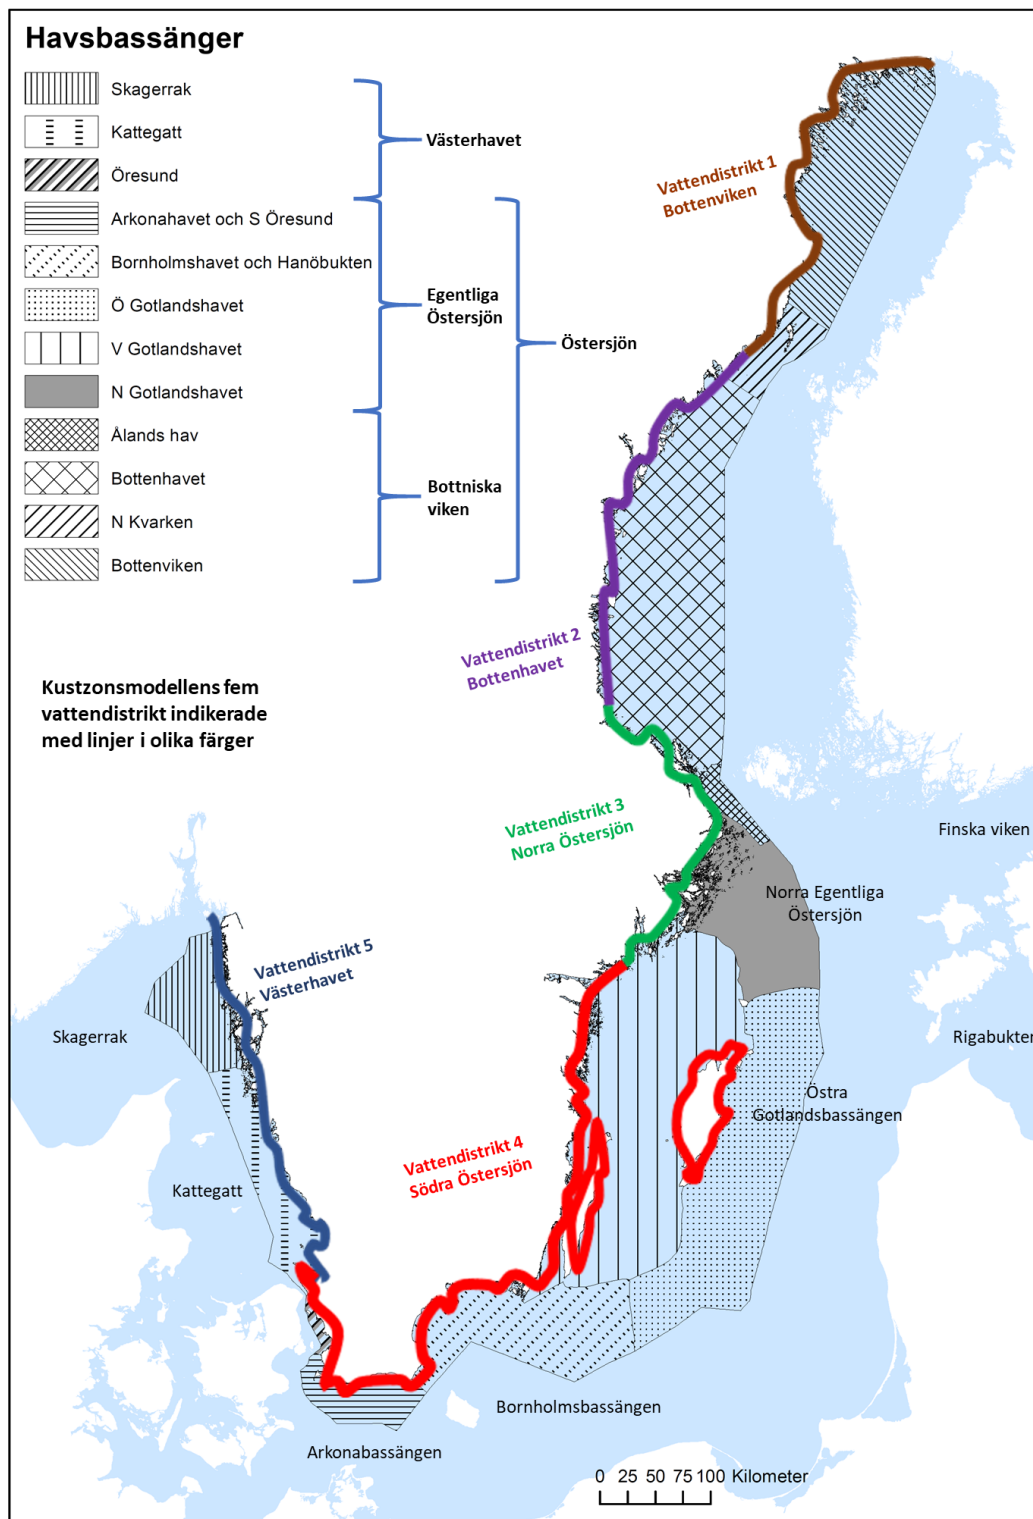 Havsbassänger
Skagerrak
Kattegatt
Öresund
Arkonahavet och S Öresund
Bornholmshavet och Hanöbukten
Ö Gotlandshavet
V Gotlandshavet
N Gotlandshavet
Ålands hav
Bottenhavet
N Kvarken
Bottenviken
Västerhavet
Egentliga
Östersjön
Bottniska
viken
Östersjön
Vattendistrikt 1
Bottenviken
Vattendistrikt 2
Bottenhavet
Kustzonsmodellens fem
vattendistrikt indikerade
med linjer i olika färger
Vattendistrikt 3
Norra Östersjön
Finska viken
Norra Egentliga
Östersjön
Vattendistrikt 5
Västerhavet
Skagerrak
Rigabukten
Östra
Gotlandsbassängen
Vattendistrikt 4
Södra Östersjön
Kattegatt
Bornholmsbassängen
Arkonabassängen
0 25 50 75 100 Kilometer